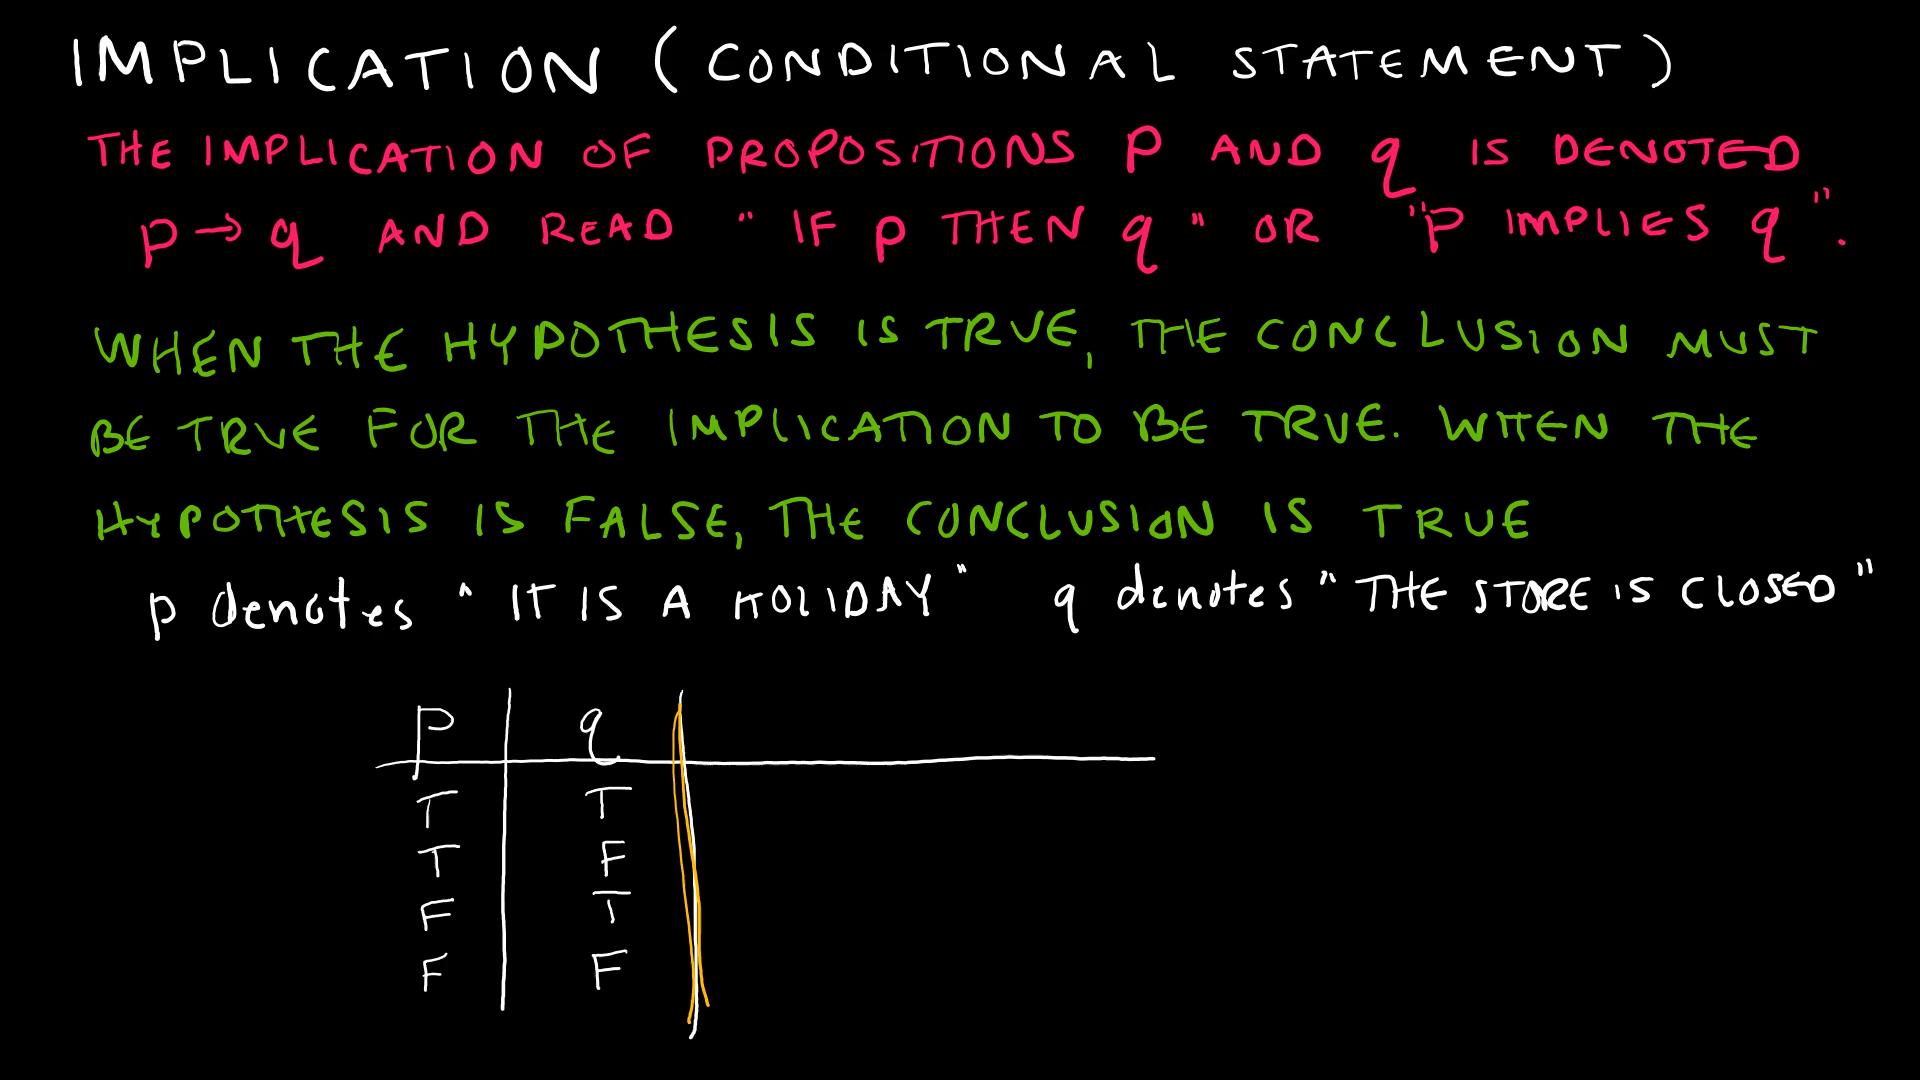 IMPLICATION (CONDITIONAL STATEMENT)
THE IMPLICATION OF PROPOSITIONS P AND q IS DENOTED
p → q AND READ "IF p THEN q" OR "P IMPLIES q".
WHEN THE HYPOTHESIS IS TRUE, THE CONCLUSION MUST
BE TRUE FOR THE IMPLICATION TO BE TRUE. WHEN THE
HYPOTHESIS IS FALSE, THE CONCLUSION IS TRUE
p denotes "IT IS A HOLIDAY" q denotes "THE STORE IS CLOSED"
P q
T T
T F
F T
F F